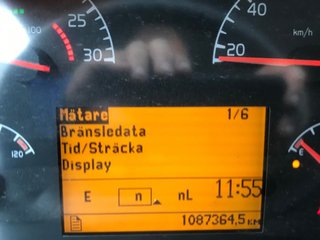 100
25
30
40
km/h
20
120
Mätare 1/6
Bränsledata
Tid/Sträcka
Display
E n nL 11:55
1087364,5 KM